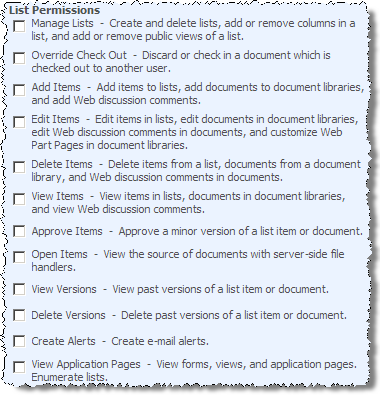 List Permissions
Manage Lists - Create and delete lists, add or remove columns in a
list, and add or remove public views of a list.
Override Check Out - Discard or check in a document which is
checked out to another user.
Add Items - Add items to lists, add documents to document libraries,
and add Web discussion comments.
Edit Items - Edit items in lists, edit documents in document libraries,
edit Web discussion comments in documents, and customize Web
Part Pages in document libraries.
Delete Items - Delete items from a list, documents from a document
library, and Web discussion comments in documents.
View Items - View items in lists, documents in document libraries,
and view Web discussion comments.
Approve Items - Approve a minor version of a list item or document.
Open Items - View the source of documents with server-side file
handlers.
View Versions - View past versions of a list item or document.
Delete Versions - Delete past versions of a list item or document.
Create Alerts - Create e-mail alerts.
View Application Pages - View forms, views, and application pages.
Enumerate lists.